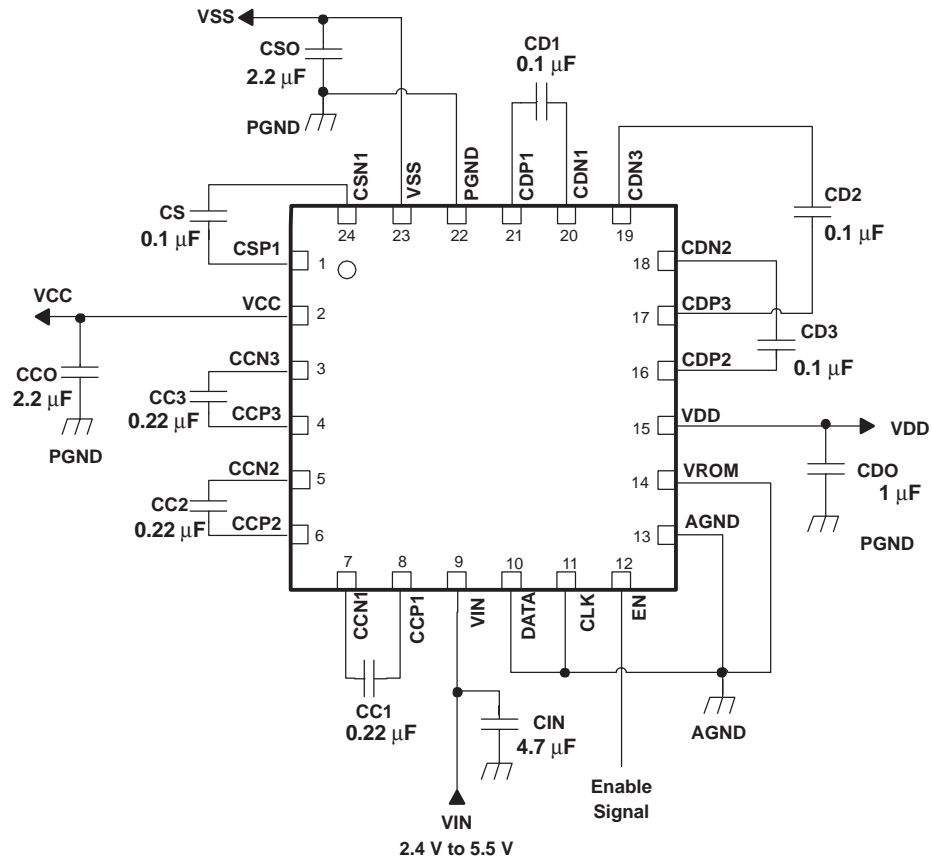 VSS
CSO
2.2 μF
PGND
CD1
0.1 μF
CSN1
VSS
PGND
CDP1
CDN1
CDN3
CS
0.1 μF
CSP1
24
23
22
21
20
19
CD2
0.1 μF
1
18
CDN2
VCC
VCC
2
17
CDP3
CD3
0.1 μF
CCO
2.2 μF
PGND
CCN3
3
16
CDP2
CC3
0.22 μF
CCP3
4
15
VDD
VDD
CCN2
5
14
VROM
CDO
1 μF
PGND
CC2
0.22 μF
CCP2
6
13
AGND
7
8
9
10
11
12
CCN1
CCP1
VIN
DATA
CLK
EN
CC1
0.22 μF
CIN
4.7 μF
AGND
Enable
Signal
VIN
2.4 V to 5.5 V